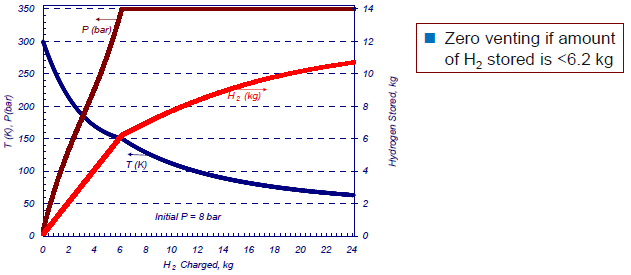 350
300
250
200
150
100
50
0
T (K), P(bar)
14
12
10
8
6
4
2
0
Hydrogen Stored, kg
P (bar)
H2 (kg)
T (K)
Initial P = 8 bar
0 2 4 6 8 10 12 14 16 18 20 22 24
H2 Charged, kg
Zero venting if amount
of H2 stored is <6.2 kg